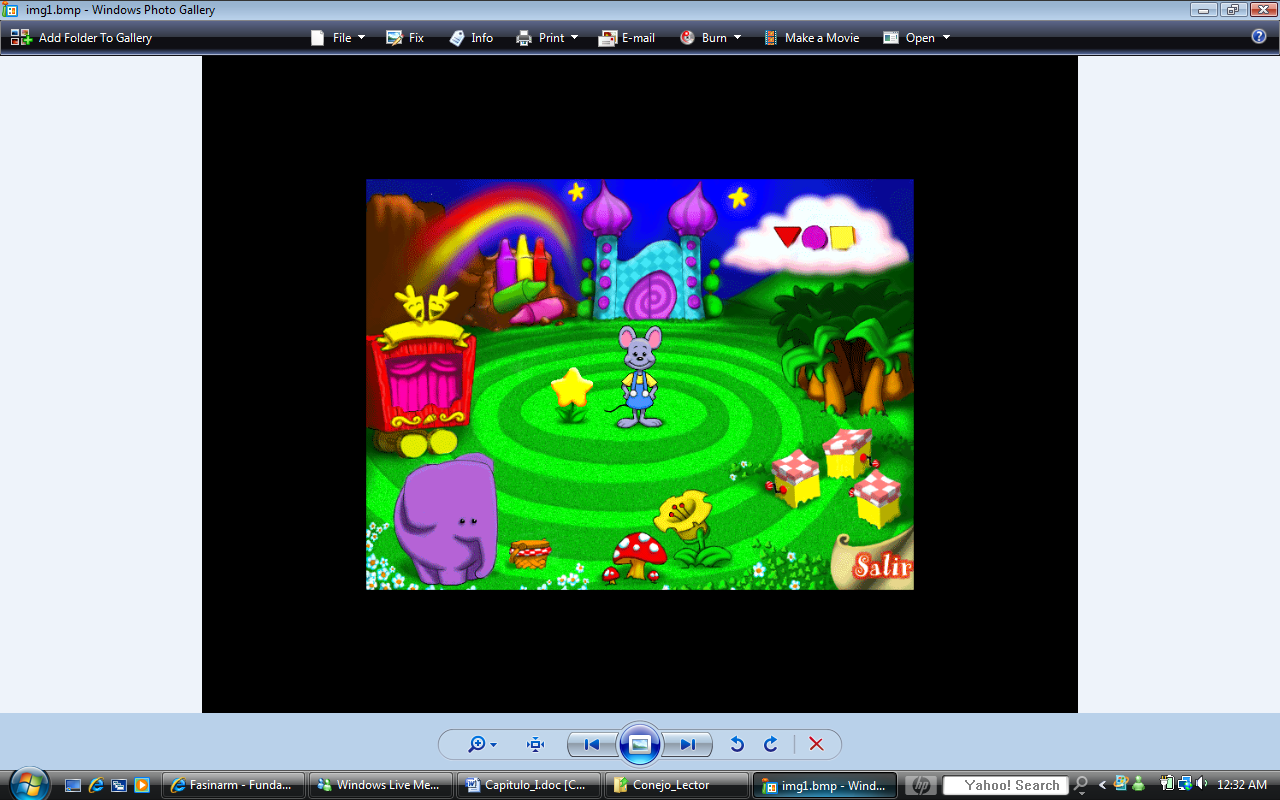 img1.bmp - Windows Photo Gallery
Add Folder To Gallery File Fix Info Print E-mail Burn Make a Movie Open
Salir
Fasinarm - Funda... Windows Live Me... Capitulo_I.doc [C... Conejo_Lector img1.bmp - Wind... hp Yahoo! Search 12:32 AM